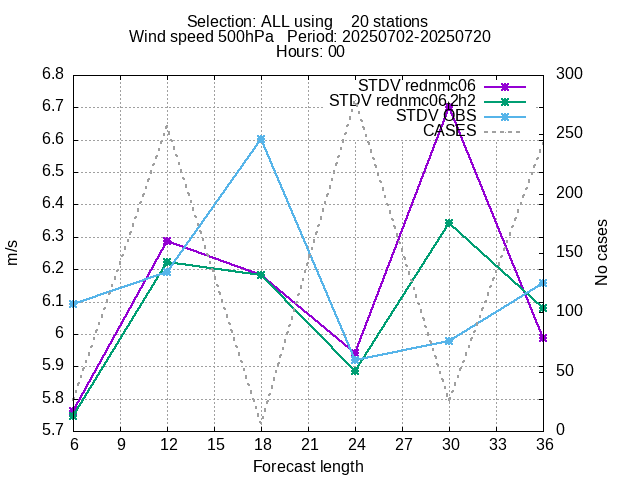 Selection: ALL using    20 stations
Wind speed 500hPa   Period: 20250702-20250720
Hours: 00
STDV rednmc06
STDV rednmc06.2h2
STDV OBS
CASES
6.8
6.7
6.6
6.5
6.4
6.3
6.2
6.1
6
5.9
5.8
5.7
300
250
200
150
100
50
0
m/s
No cases
6 9 12 15 18 21 24 27 30 33 36
Forecast length